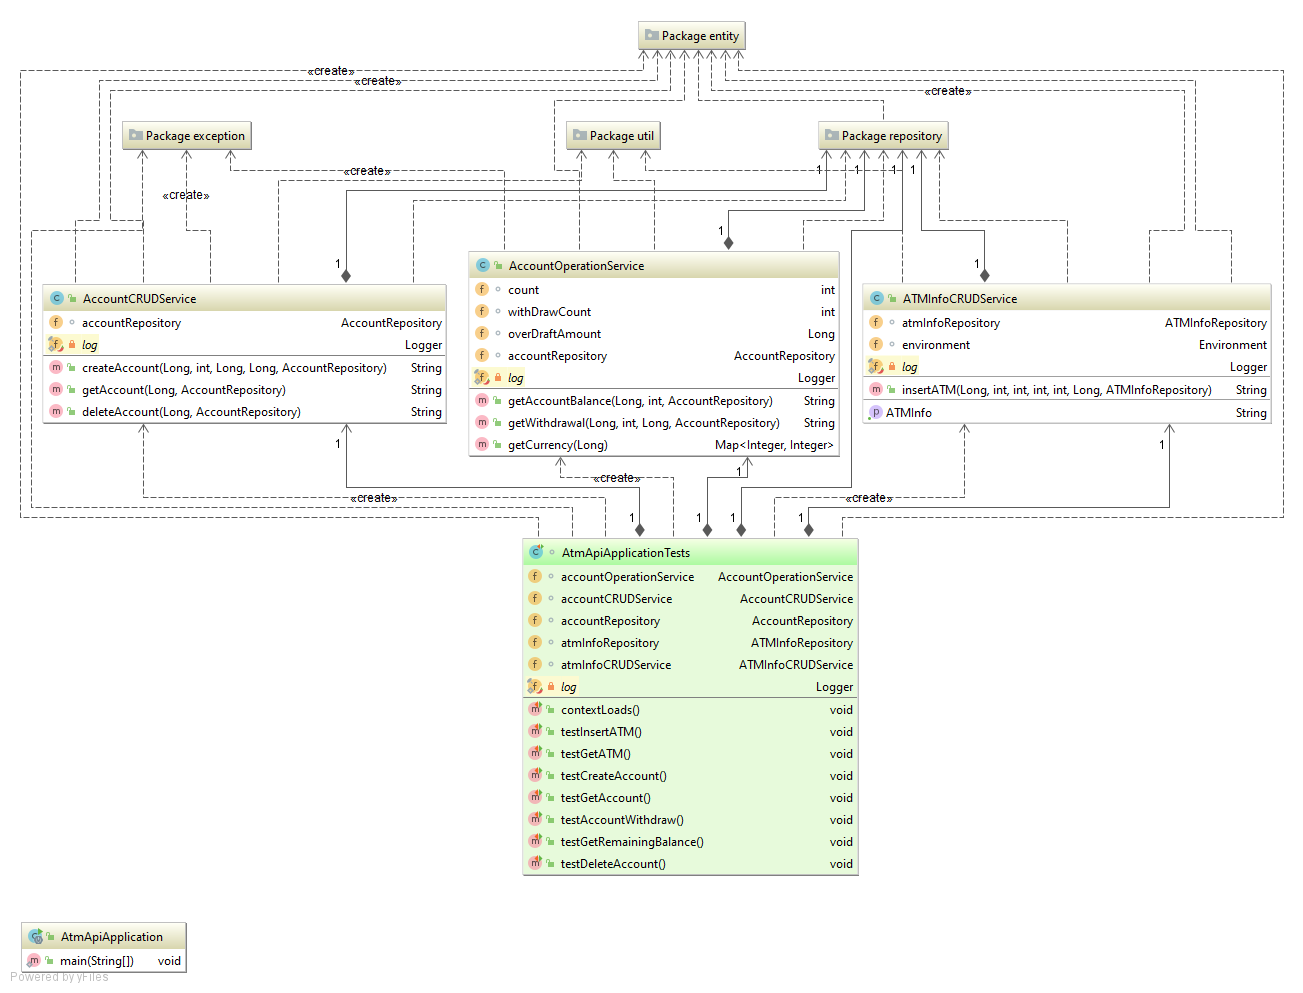 Package entity
«create»
«create»
«create»
Package exception
Package util
Package repository
«create»
1
1
1
«create»
1
1
1
AccountCRUDService
accountRepository AccountRepository
log Logger
createAccount(Long, int, Long, Long, AccountRepository) String
getAccount(Long, AccountRepository) String
deleteAccount(Long, AccountRepository) String
AccountOperationService
count int
withDrawCount int
overDraftAmount Long
accountRepository AccountRepository
log Logger
getAccountBalance(Long, int, AccountRepository) String
getWithdrawal(Long, int, Long, AccountRepository) String
getCurrency(Long) Map<Integer, Integer>
ATMInfoCRUDService
atmInfoRepository ATMInfoRepository
environment Environment
log Logger
insertATM(Long, int, int, int, int, Long, ATMInfoRepository) String
ATMInfo String
1
1
1
«create»
«create»
«create»
1
1
1
1
AtmApiApplicationTests
accountOperationService AccountOperationService
accountCRUDService AccountCRUDService
accountRepository AccountRepository
atmInfoRepository ATMInfoRepository
atmInfoCRUDService ATMInfoCRUDService
log Logger
contextLoads() void
testInsertATM() void
testGetATM() void
testCreateAccount() void
testGetAccount() void
testAccountWithdraw() void
testGetRemainingBalance() void
testDeleteAccount() void
AtmApiApplication
main(String[]) void
Powered by yFiles